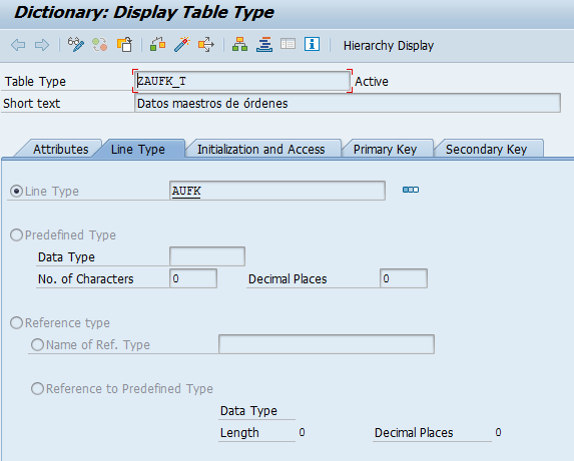 Dictionary: Display Table Type
Hierarchy Display
Table Type ZAUFK_T Active
Short text Datos maestros de órdenes
Attributes Line Type Initialization and Access Primary Key Secondary Key
Line Type AUFK
Predefined Type
Data Type
No. of Characters 0 Decimal Places 0
Reference type
Name of Ref. Type
Reference to Predefined Type
Data Type
Length 0 Decimal Places 0